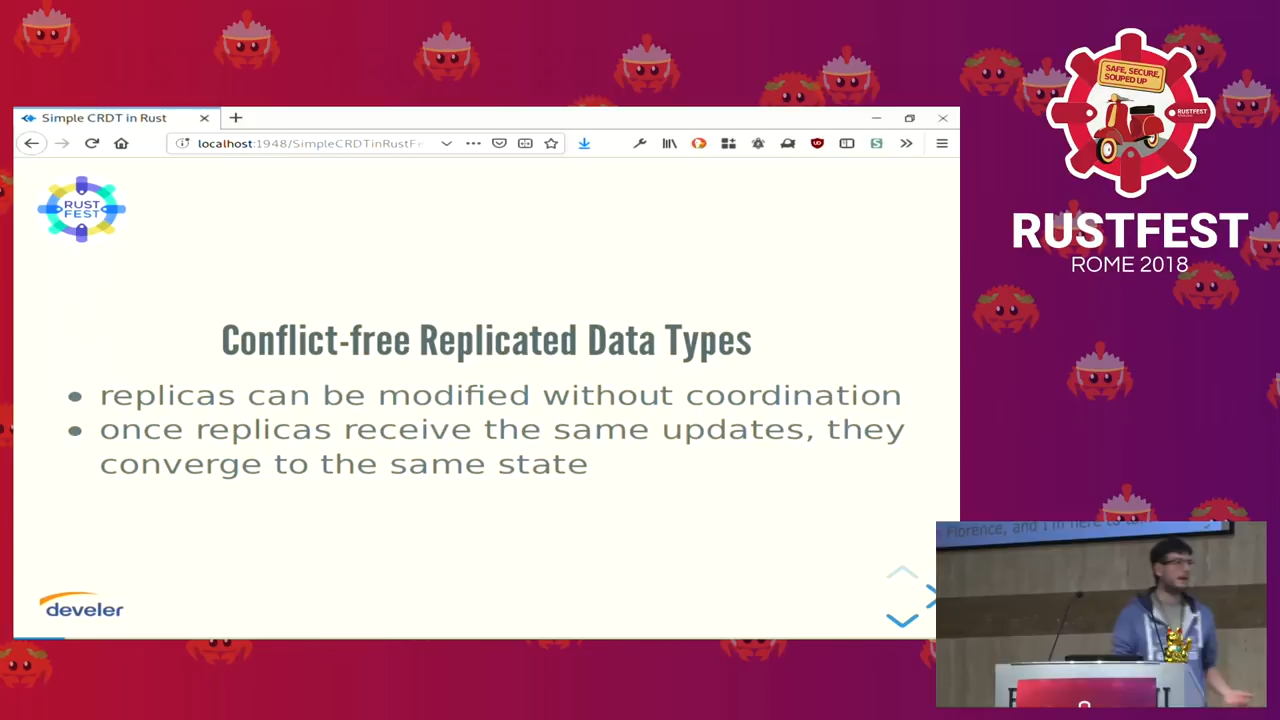 Simple CRDT in Rust
localhost:1948/SimpleCRDTinRustFe
RUST
FEST
Conflict-free Replicated Data Types
• replicas can be modified without coordination
• once replicas receive the same updates, they
converge to the same state
develer
SAFE, SECURE,
SOUPED UP
RUSTFEST
RUSTFEST
ROME 2018
Florence, and I'm here to